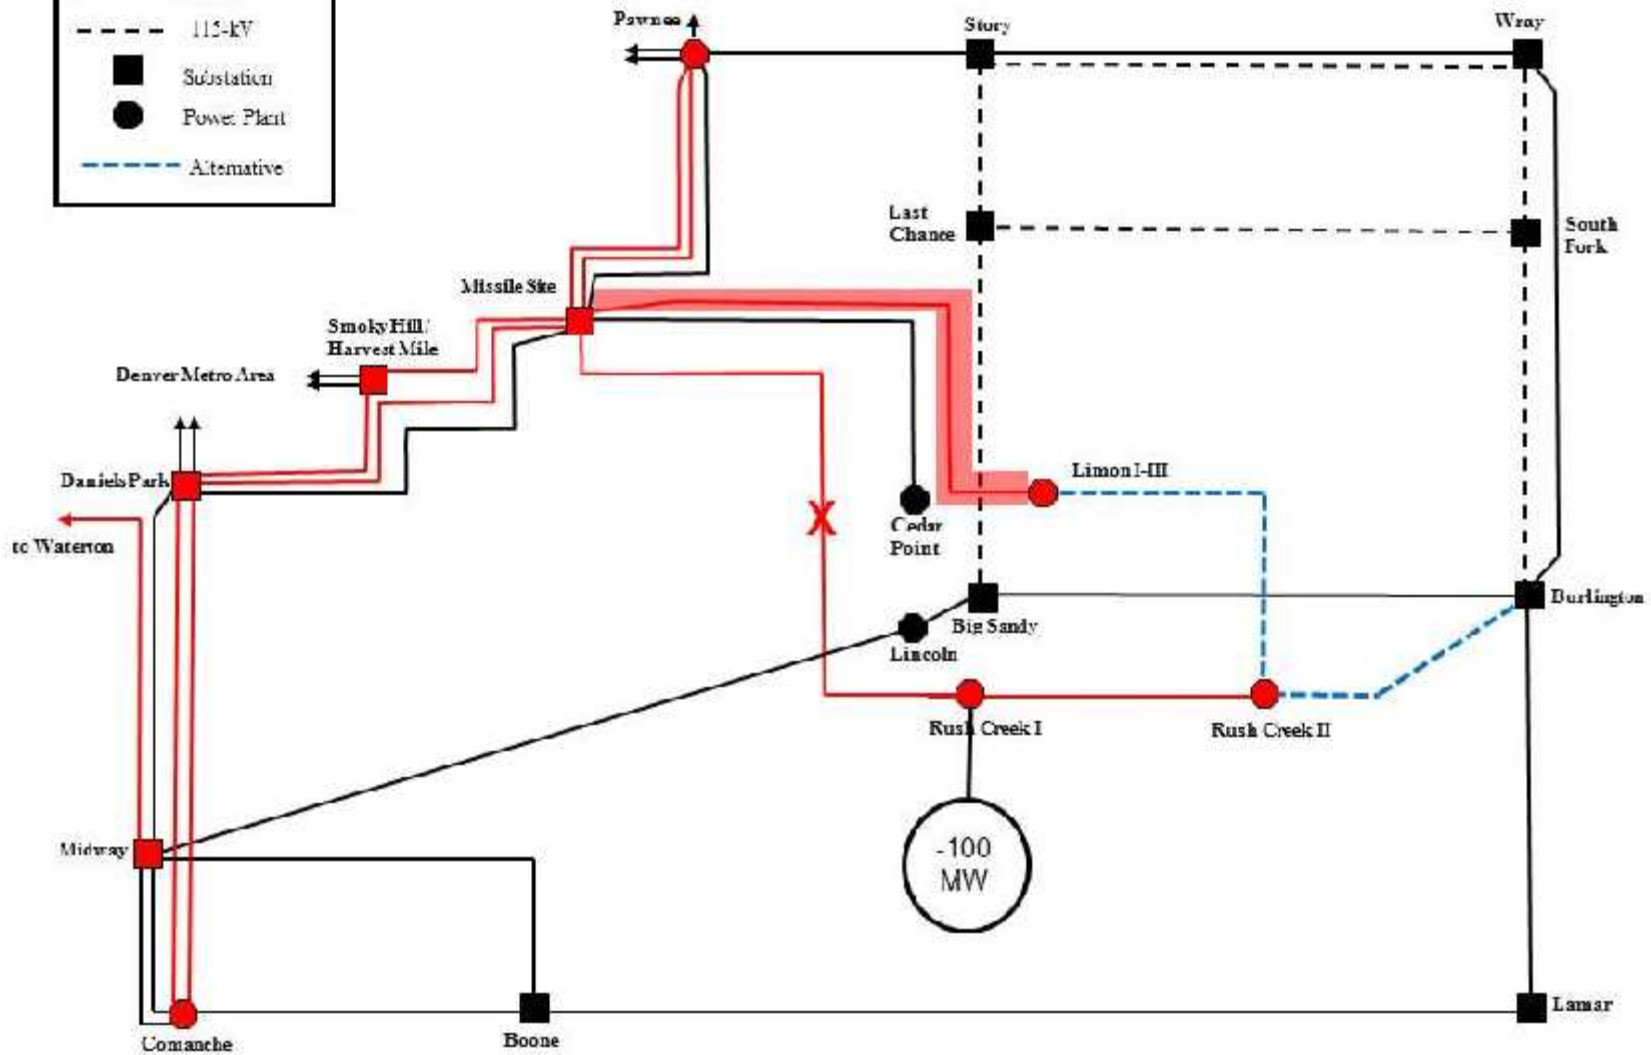 115-kV
Substation
Power Plant
Alternative
Pawnee
Story
Wray
Last
Chance
South
Fork
Missile Site
Smoky Hill/
Harvest Mile
Denver Metro Area
Daniels Park
Limon I-III
to Waterton
X
Cedar
Point
Burlington
Big Sandy
Lincoln
Rush Creek I
Rush Creek II
Midway
-100
MW
Lamar
Boone
Comanche